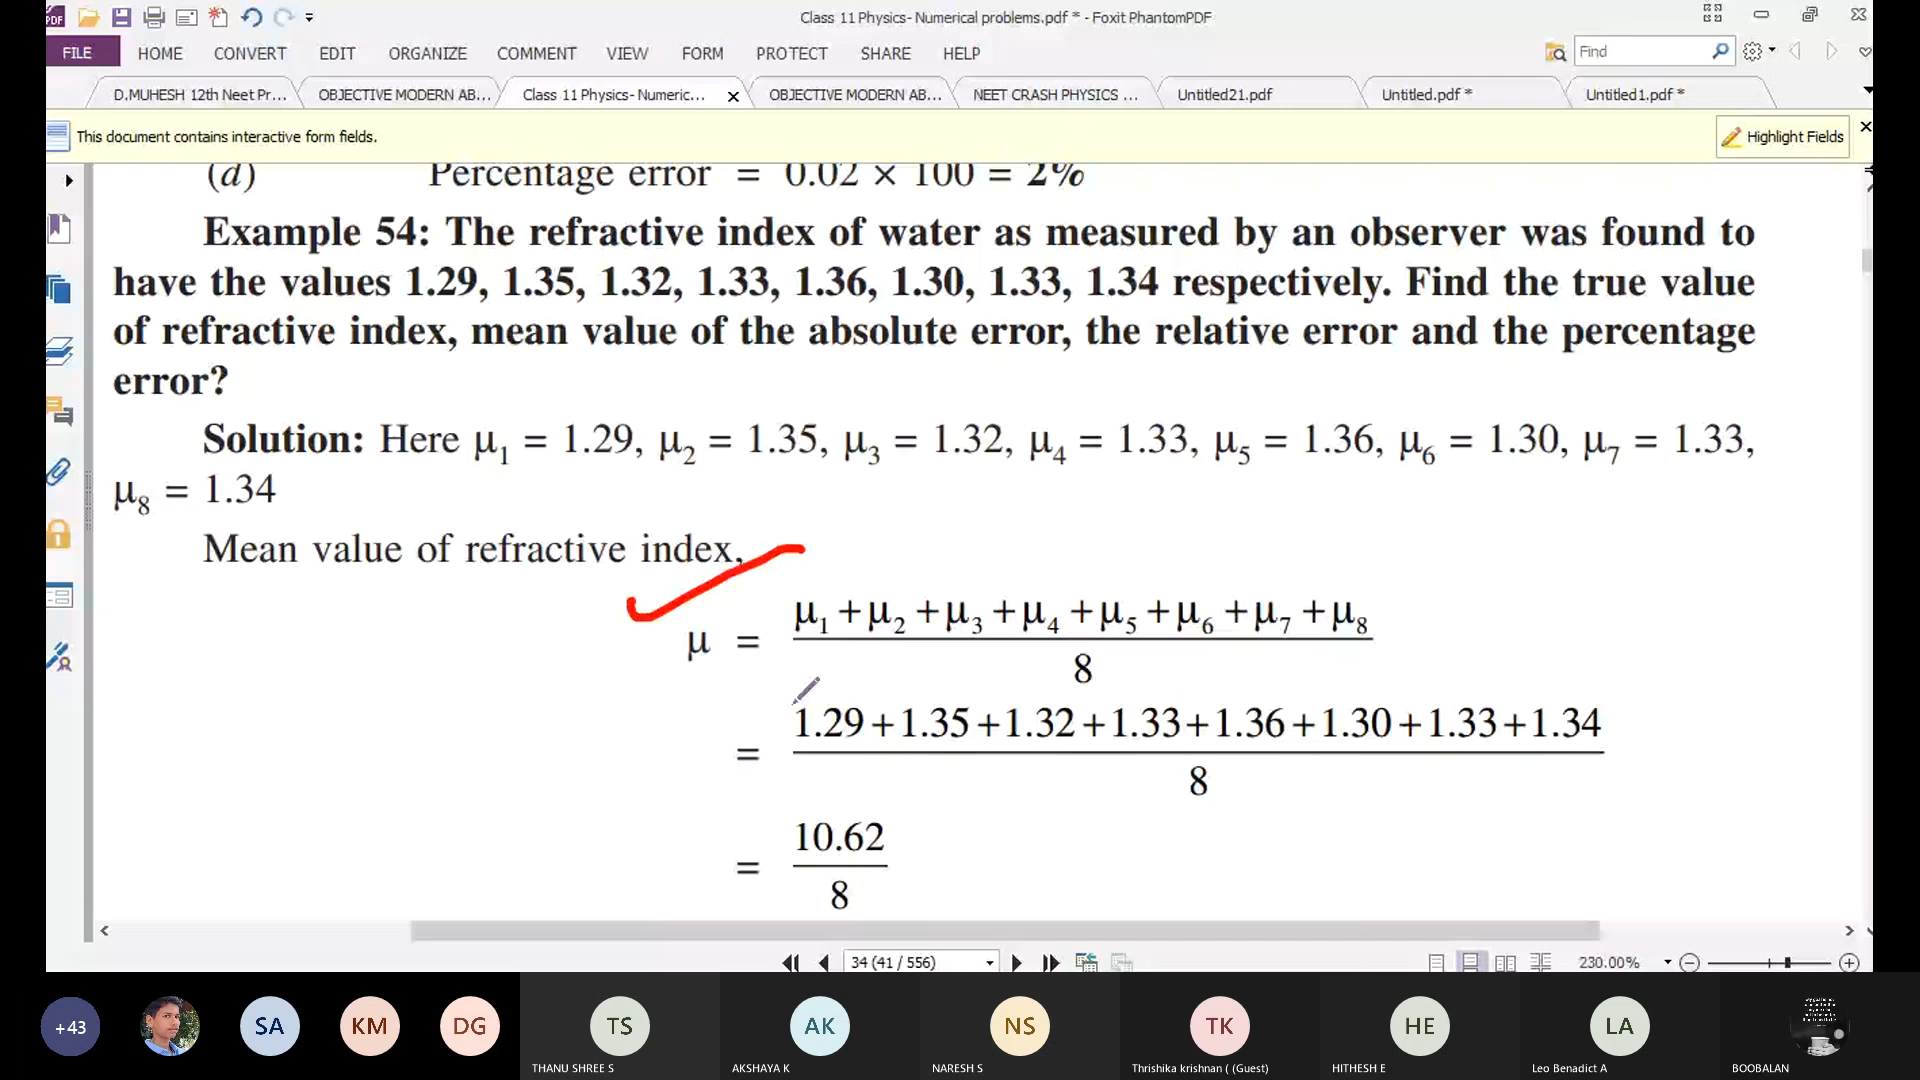 Class 11 Physics- Numerical problems.pdf * - Foxit PhantomPDF
FILE HOME CONVERT EDIT ORGANIZE COMMENT VIEW FORM PROTECT SHARE HELP Find
D.MUHESH 12th Neet Pr... OBJECTIVE MODERN AB... Class 11 Physics- Numeric... OBJECTIVE MODERN AB... NEET CRASH PHYSICS ... Untitled21.pdf Untitled.pdf * Untitled1.pdf *
This document contains interactive form fields. Highlight Fields
(d) Percentage error = 0.02 × 100 = 2%
Example 54: The refractive index of water as measured by an observer was found to
have the values 1.29, 1.35, 1.32, 1.33, 1.36, 1.30, 1.33, 1.34 respectively. Find the true value
of refractive index, mean value of the absolute error, the relative error and the percentage
error?
Solution: Here μ₁ = 1.29, μ₂ = 1.35, μ₃ = 1.32, μ₄ = 1.33, μ₅ = 1.36, μ₆ = 1.30, μ₇ = 1.33,
μ₈ = 1.34
Mean value of refractive index,
μ₁ + μ₂ + μ₃ + μ₄ + μ₅ + μ₆ + μ₇ + μ₈
μ =
8
1.29 + 1.35 + 1.32 + 1.33 + 1.36 + 1.30 + 1.33 + 1.34
=
8
10.62
=
8
34 (41 / 556) 230.00%
+43 SA KM DG TS AK NS TK HE LA
THANU SHREE S AKSHAYA K NARESH S Thrishika krishnan ( (Guest) HITHESH E Leo Benadict A BOOBALAN